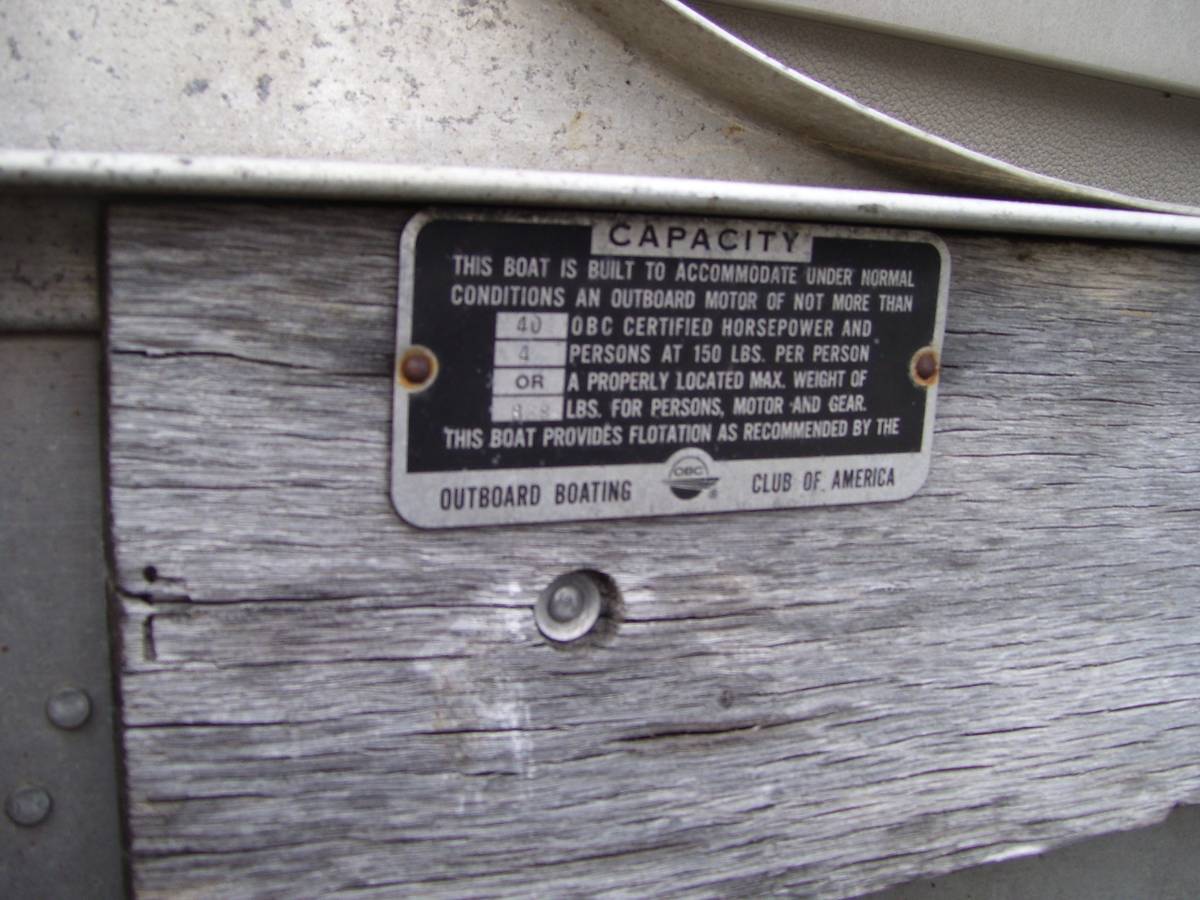 CAPACITY
THIS BOAT IS BUILT TO ACCOMMODATE UNDER NORMAL
CONDITIONS AN OUTBOARD MOTOR OF NOT MORE THAN
40 OBC CERTIFIED HORSEPOWER AND
4 PERSONS AT 150 LBS. PER PERSON
OR A PROPERLY LOCATED MAX. WEIGHT OF
LBS. FOR PERSONS, MOTOR AND GEAR.
THIS BOAT PROVIDES FLOTATION AS RECOMMENDED BY THE
OUTBOARD BOATING OBC ® CLUB OF AMERICA